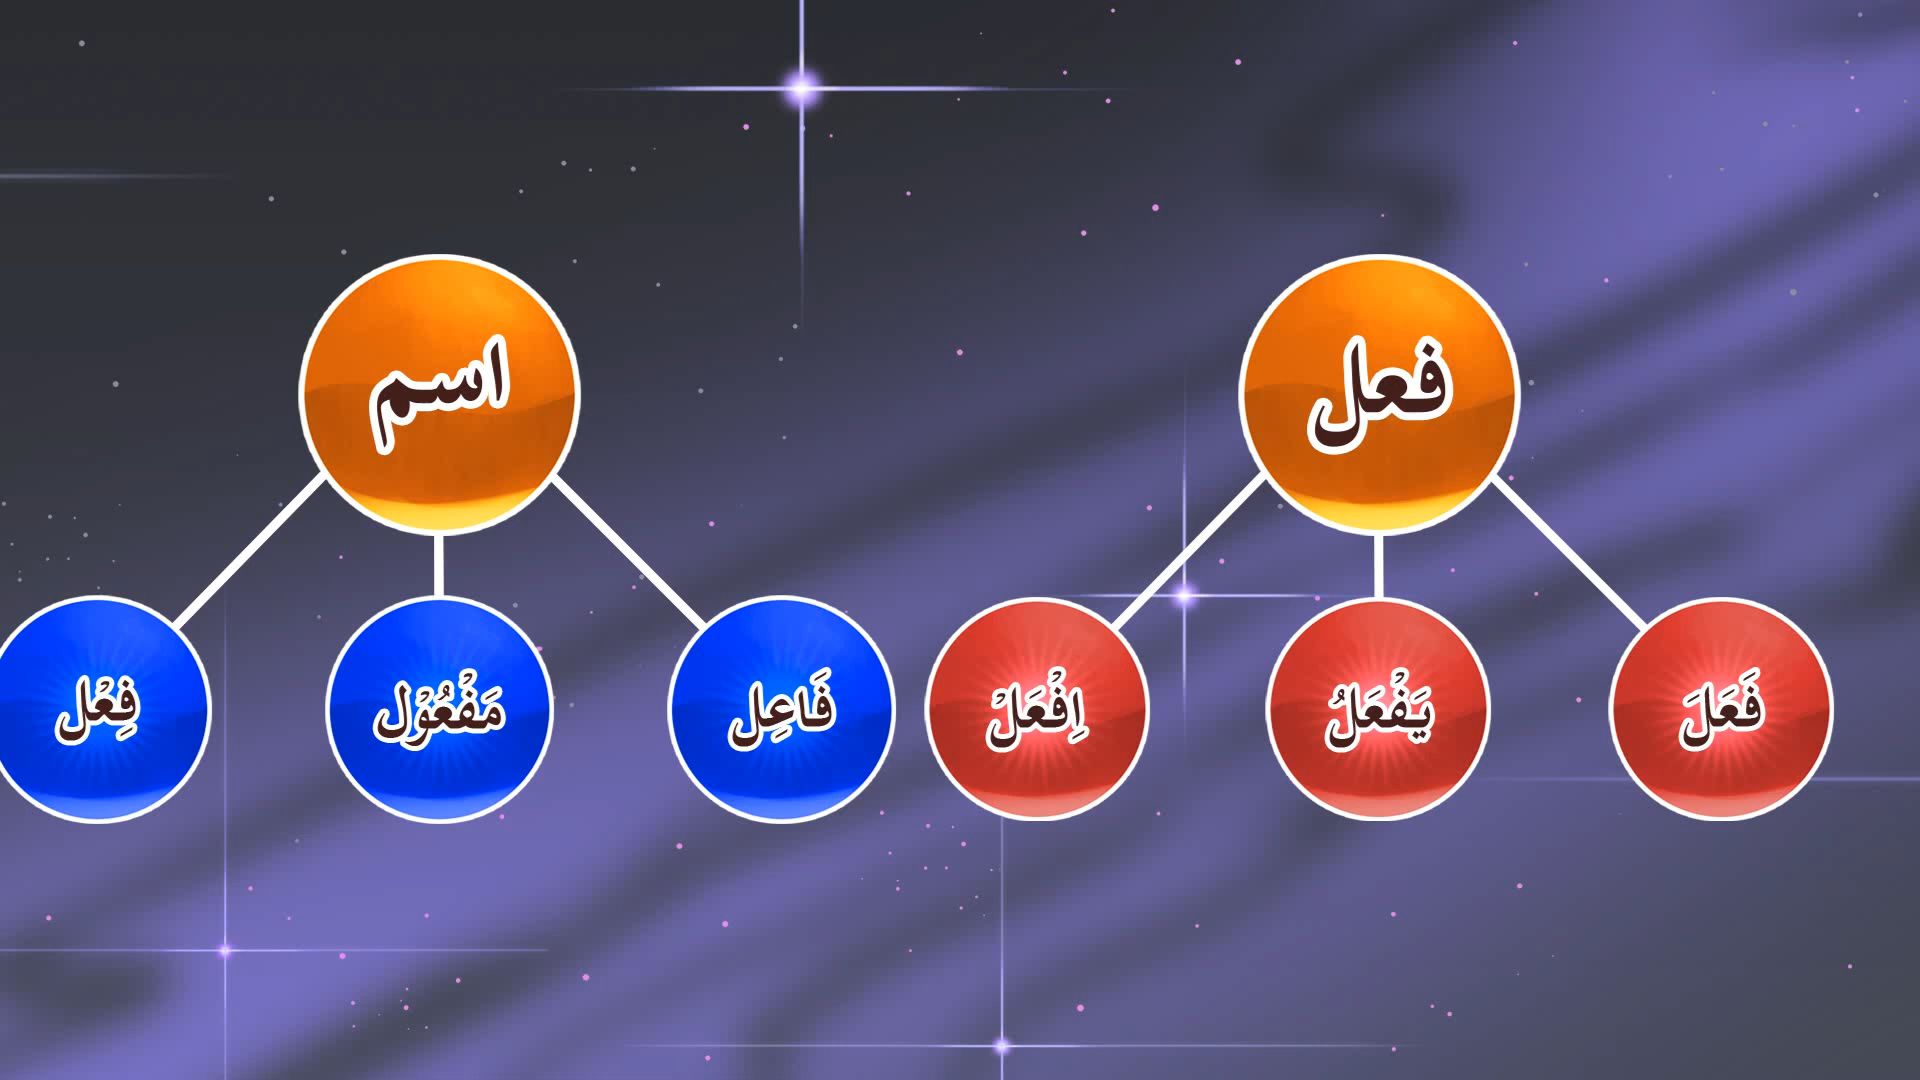 فعل
اسم
فَعَلَ
يَفْعَلُ
اِفْعَلْ
فَاعِل
مَفْعُوْل
فِعْل